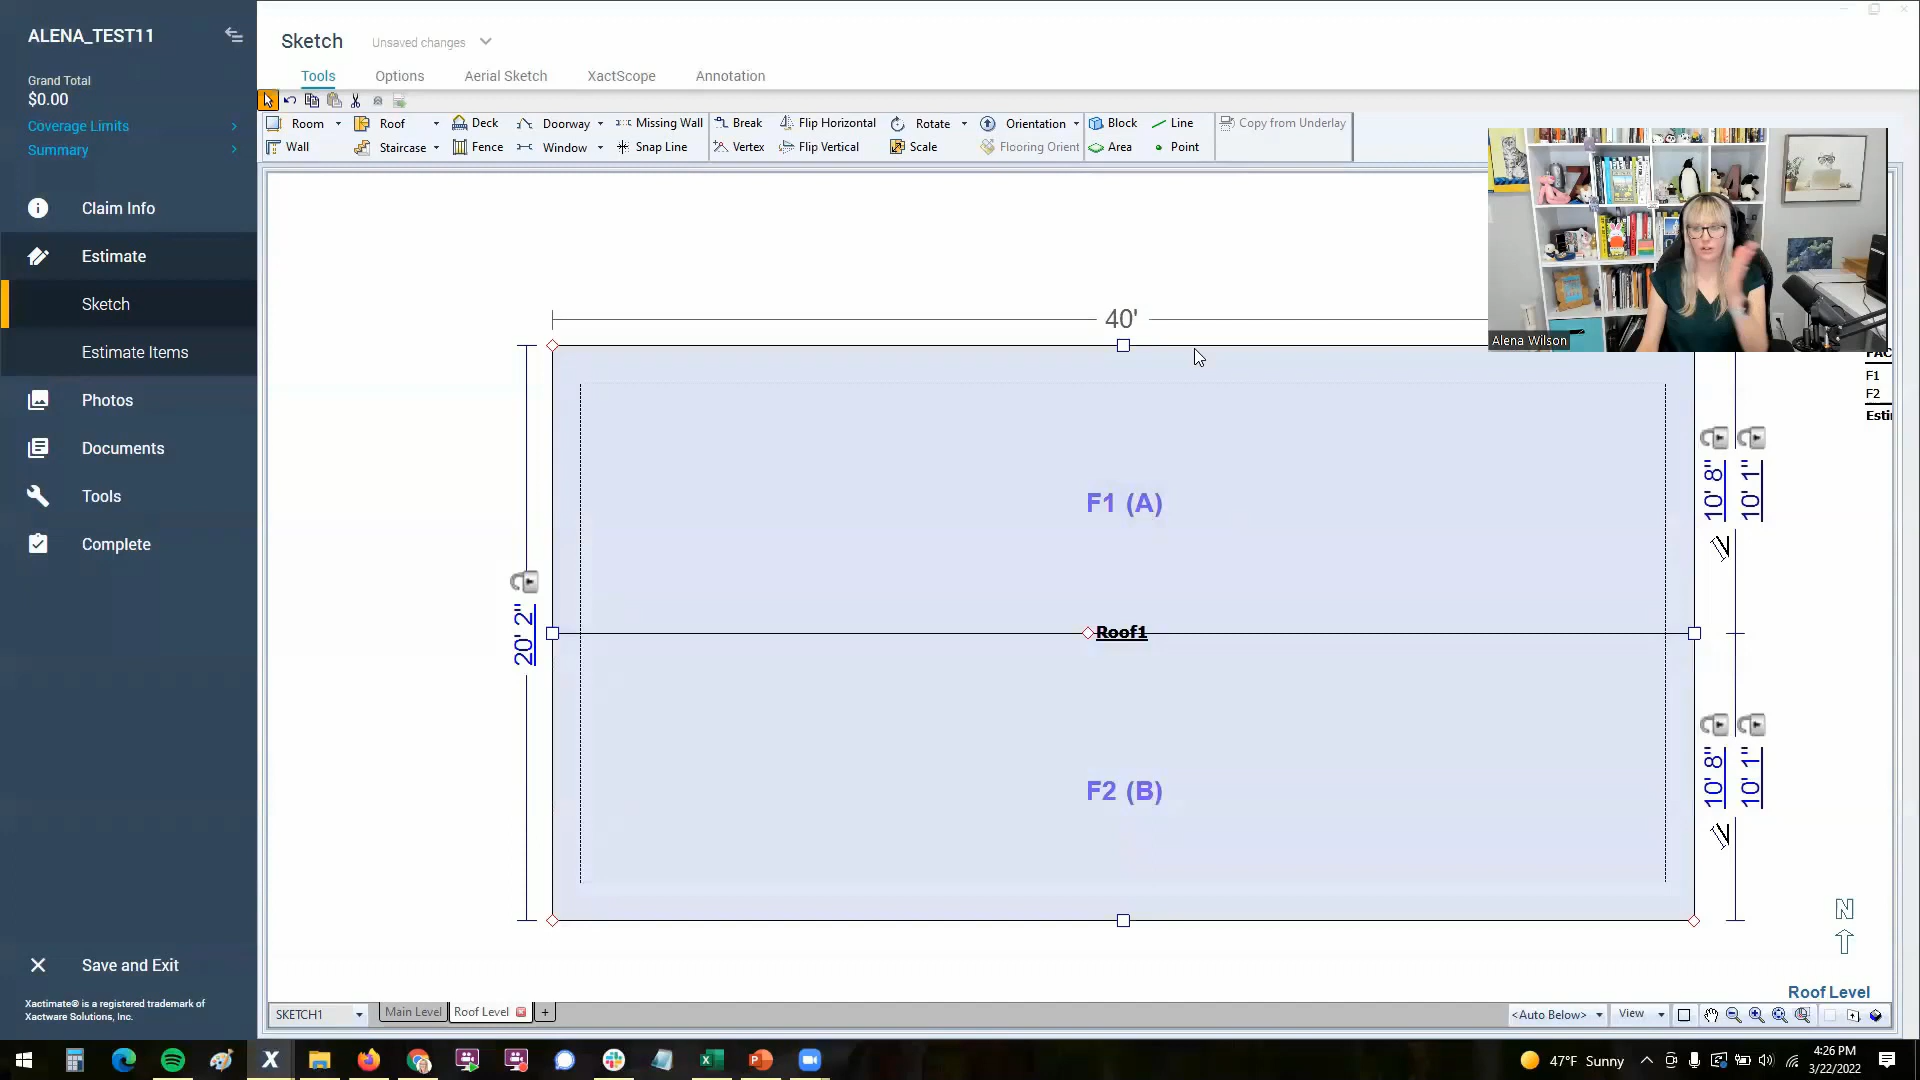 ALENA_TEST11
Grand Total
$0.00
Coverage Limits
Summary
Claim Info
Estimate
Sketch
Estimate Items
Photos
Documents
Tools
Complete
Save and Exit
Xactimate® is a registered trademark of
Xactware Solutions, Inc.
Sketch Unsaved changes
Tools Options Aerial Sketch XactScope Annotation
Room Roof Deck Doorway Missing Wall Break Flip Horizontal Rotate Orientation Block Line Copy from Underlay
Wall Staircase Fence Window Snap Line Vertex Flip Vertical Scale Flooring Orient Area Point
Alena Wilson
40'
F1
F2
Esti
10' 8" 10' 1"
F1 (A)
20' 2"
Roof1
F2 (B)
10' 8" 10' 1"
N
Roof Level
SKETCH1 Main Level Roof Level + <Auto Below> View
47°F Sunny
4:26 PM
3/22/2022